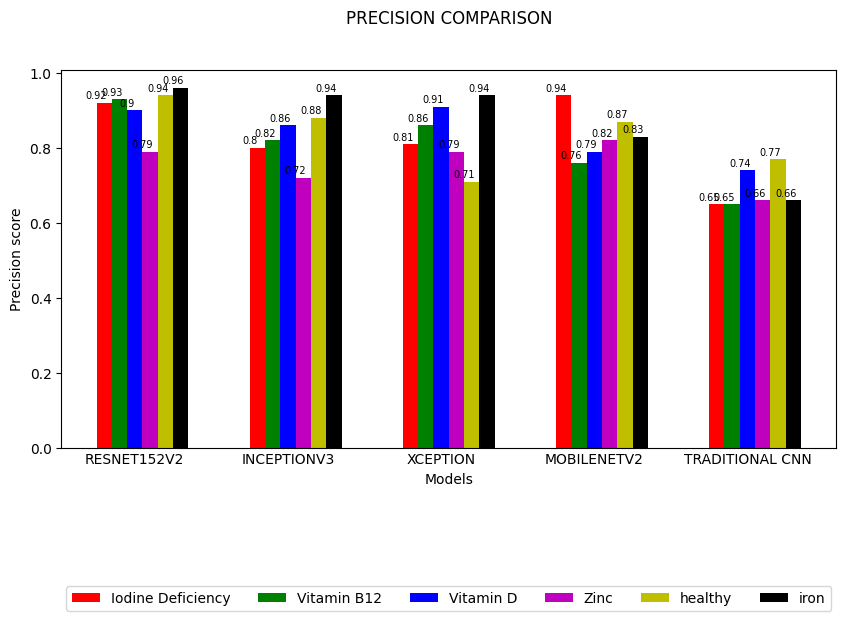 PRECISION COMPARISON
Precision score
1.0
0.8
0.6
0.4
0.2
0.0
0.92 0.93 0.9 0.79 0.94 0.96
0.8 0.82 0.86 0.72 0.88 0.94
0.81 0.86 0.91 0.79 0.71 0.94
0.94 0.76 0.79 0.82 0.87 0.83
0.65 0.65 0.74 0.66 0.77 0.66
RESNET152V2 INCEPTIONV3 XCEPTION MOBILENETV2 TRADITIONAL CNN
Models
Iodine Deficiency Vitamin B12 Vitamin D Zinc healthy iron